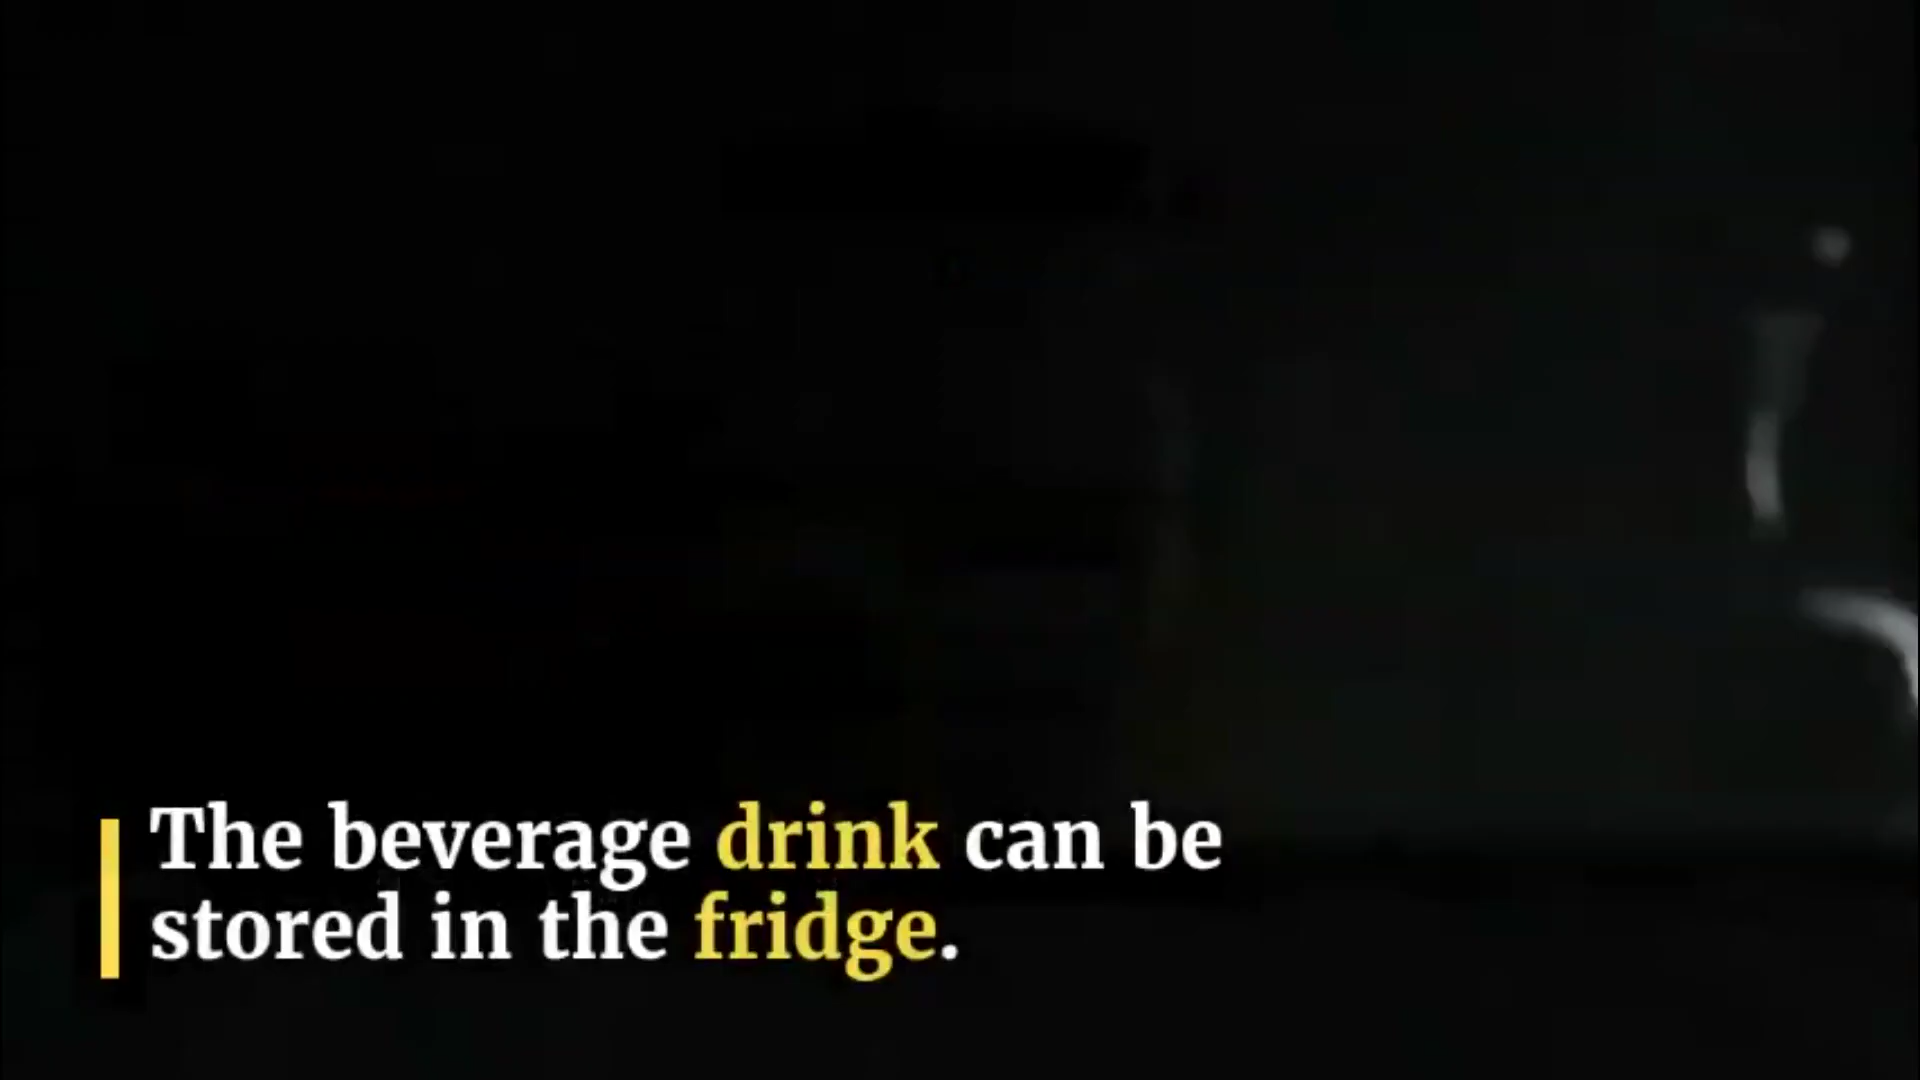 The beverage drink can be
stored in the fridge.